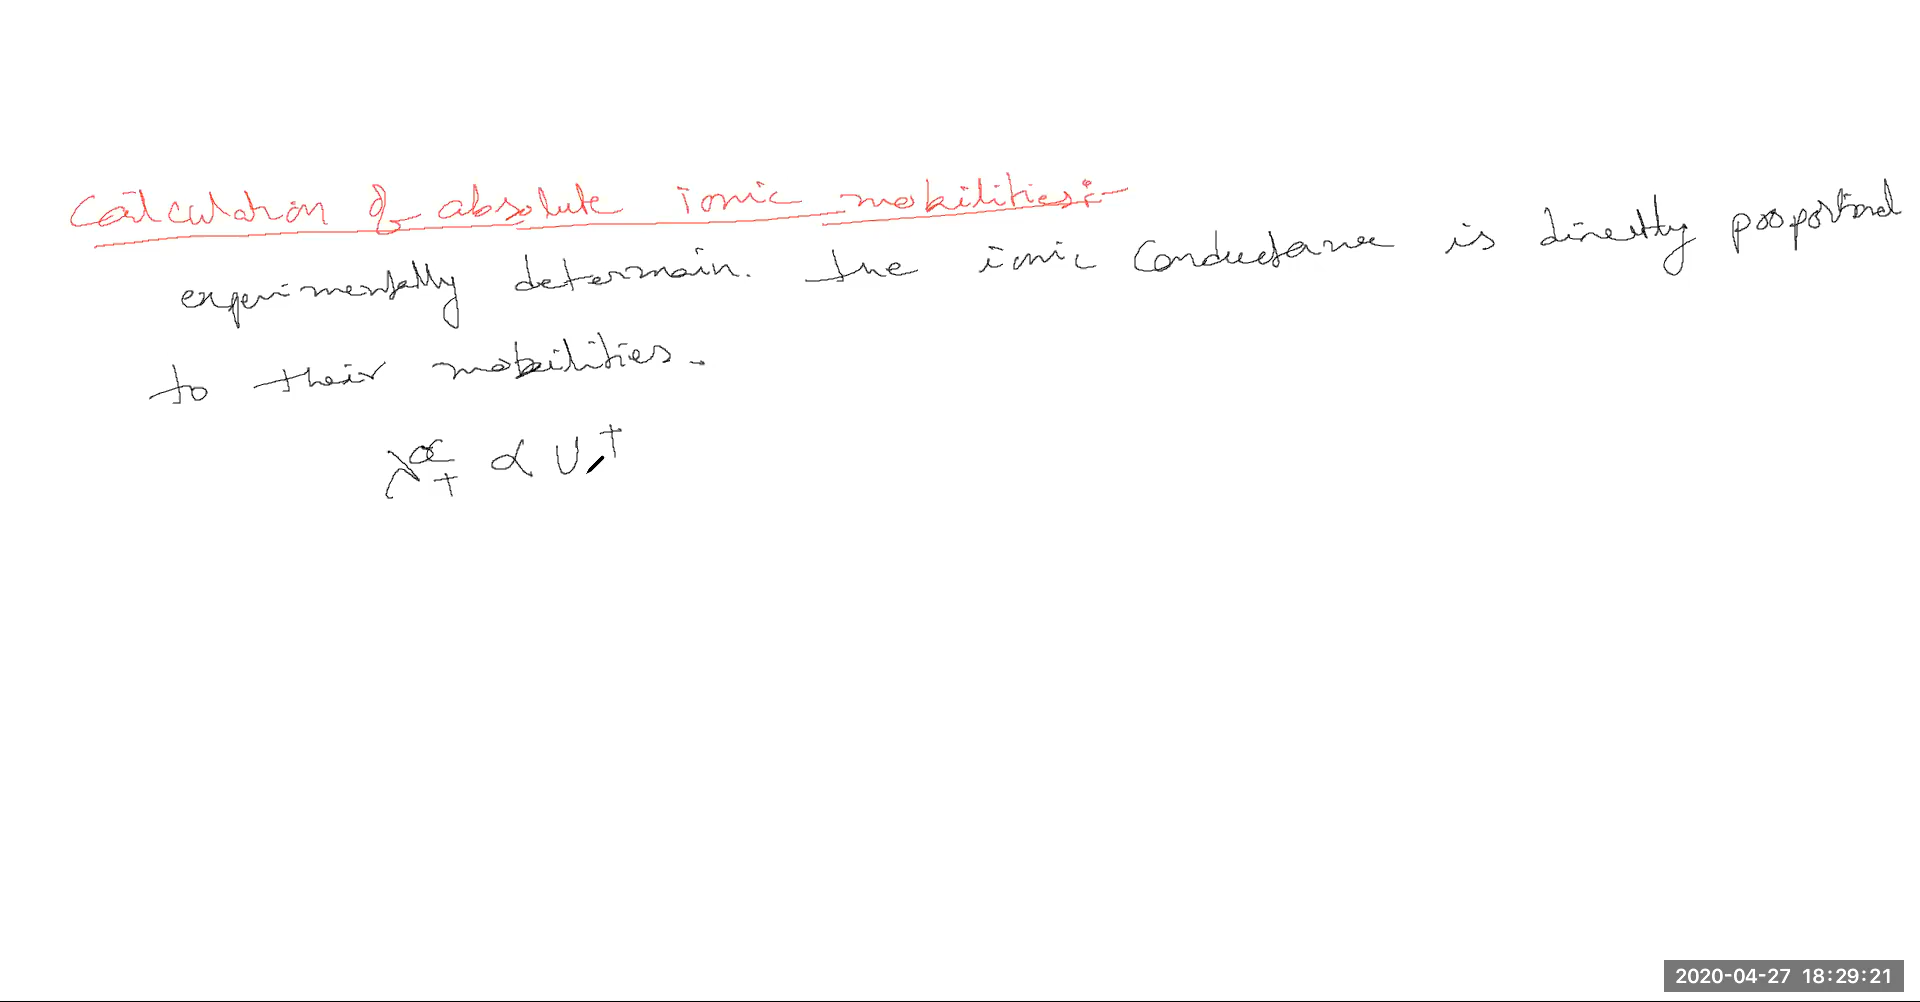 Calculation of absolute ionic mobilities:-
experimentally determain. the ionic conductance is directly proportional
to their mobilities.
λ∝₊ ∝ U⁺
2020-04-27 18:29:21